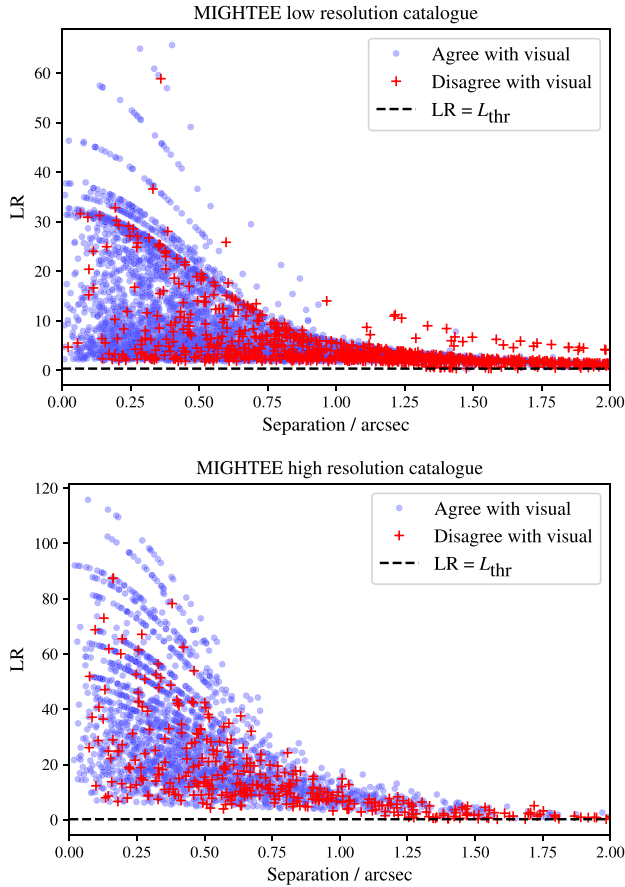 MIGHTEE low resolution catalogue
Agree with visual
Disagree with visual
LR = Lthr
60
50
40
30
20
10
0
LR
0.00 0.25 0.50 0.75 1.00 1.25 1.50 1.75 2.00
Separation / arcsec
MIGHTEE high resolution catalogue
Agree with visual
Disagree with visual
LR = Lthr
120
100
80
60
40
20
0
LR
0.00 0.25 0.50 0.75 1.00 1.25 1.50 1.75 2.00
Separation / arcsec